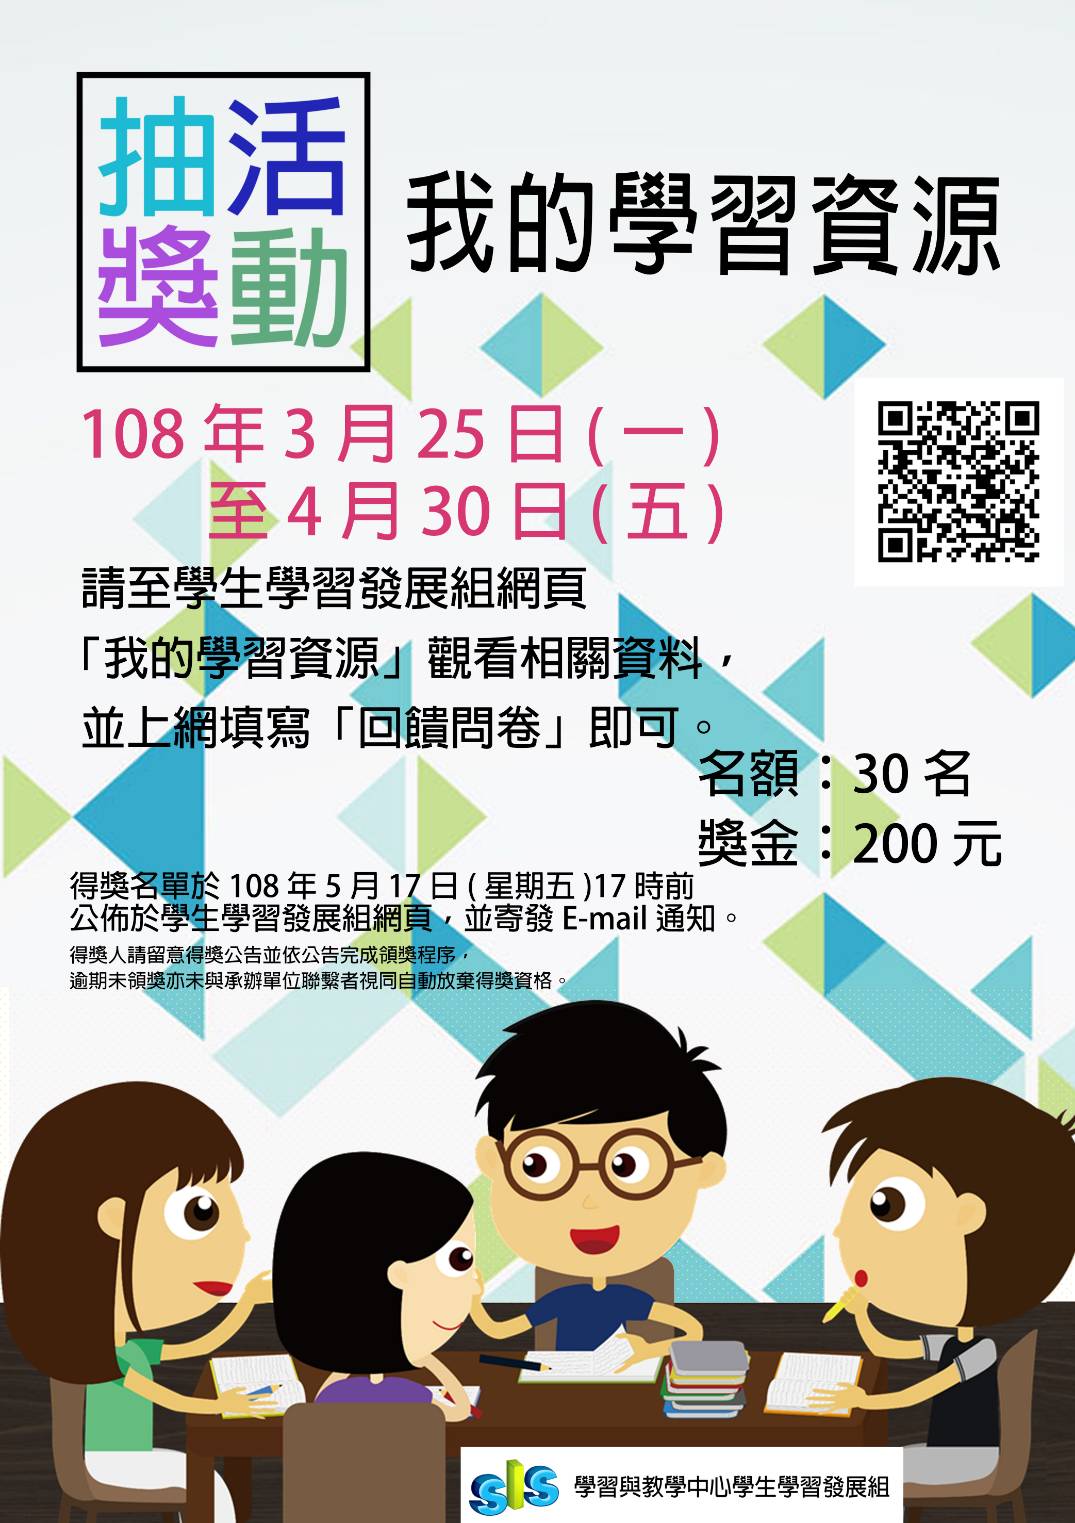 抽活
獎動
我的學習資源
108 年 3 月 25 日 ( 一 )
至 4 月 30 日 ( 五 )
請至學生學習發展組網頁
「我的學習資源」觀看相關資料，
並上網填寫「回饋問卷」即可。
名額：30 名
獎金：200 元
得獎名單於 108 年 5 月 17 日 ( 星期五 )17 時前
公佈於學生學習發展組網頁，並寄發 E-mail 通知。
得獎人請留意得獎公告並依公告完成領獎程序，
逾期未領獎亦未與承辦單位聯繫者視同自動放棄得獎資格。
sls 學習與教學中心學生學習發展組